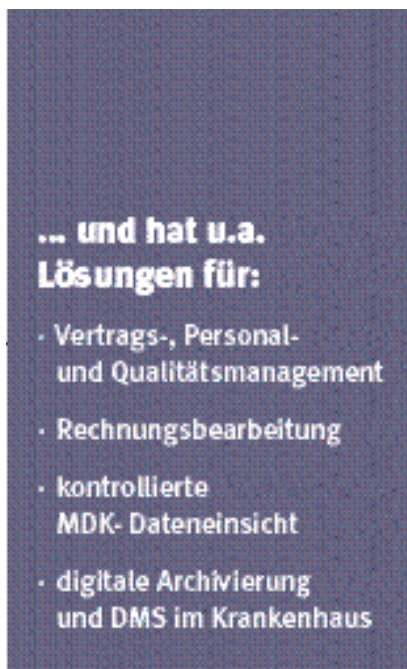 ... und hat u.a.
Lösungen für:
· Vertrags-, Personal-
und Qualitätsmanagement
· Rechnungsbearbeitung
· kontrollierte
MDK- Dateneinsicht
· digitale Archivierung
und DMS im Krankenhaus